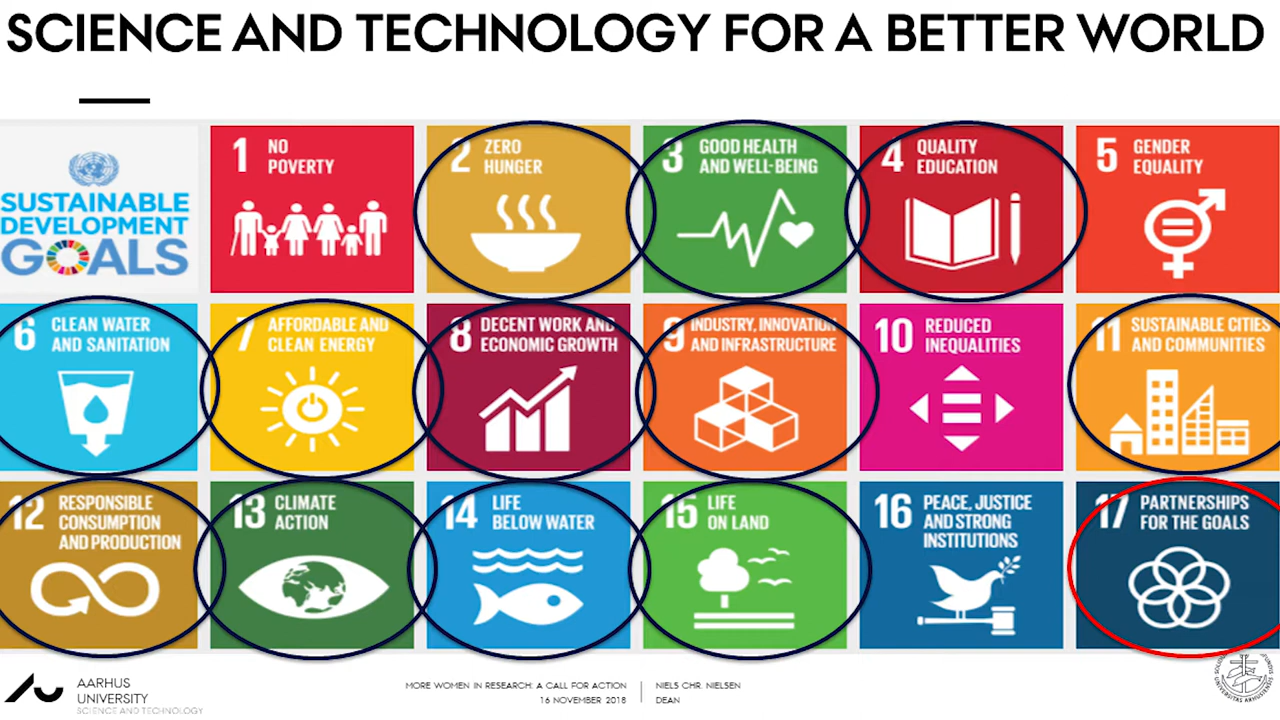 SCIENCE AND TECHNOLOGY FOR A BETTER WORLD
SUSTAINABLE
DEVELOPMENT
GOALS
1 NO
POVERTY
2 ZERO
HUNGER
3 GOOD HEALTH
AND WELL-BEING
4 QUALITY
EDUCATION
5 GENDER
EQUALITY
6 CLEAN WATER
AND SANITATION
7 AFFORDABLE AND
CLEAN ENERGY
8 DECENT WORK AND
ECONOMIC GROWTH
9 INDUSTRY, INNOVATION
AND INFRASTRUCTURE
10 REDUCED
INEQUALITIES
11 SUSTAINABLE CITIES
AND COMMUNITIES
12 RESPONSIBLE
CONSUMPTION
AND PRODUCTION
13 CLIMATE
ACTION
14 LIFE
BELOW WATER
15 LIFE
ON LAND
16 PEACE, JUSTICE
AND STRONG
INSTITUTIONS
17 PARTNERSHIPS
FOR THE GOALS
AARHUS
UNIVERSITY
SCIENCE AND TECHNOLOGY
MORE WOMEN IN RESEARCH: A CALL FOR ACTION
16 NOVEMBER 2018
NIELS CHR. NIELSEN
DEAN